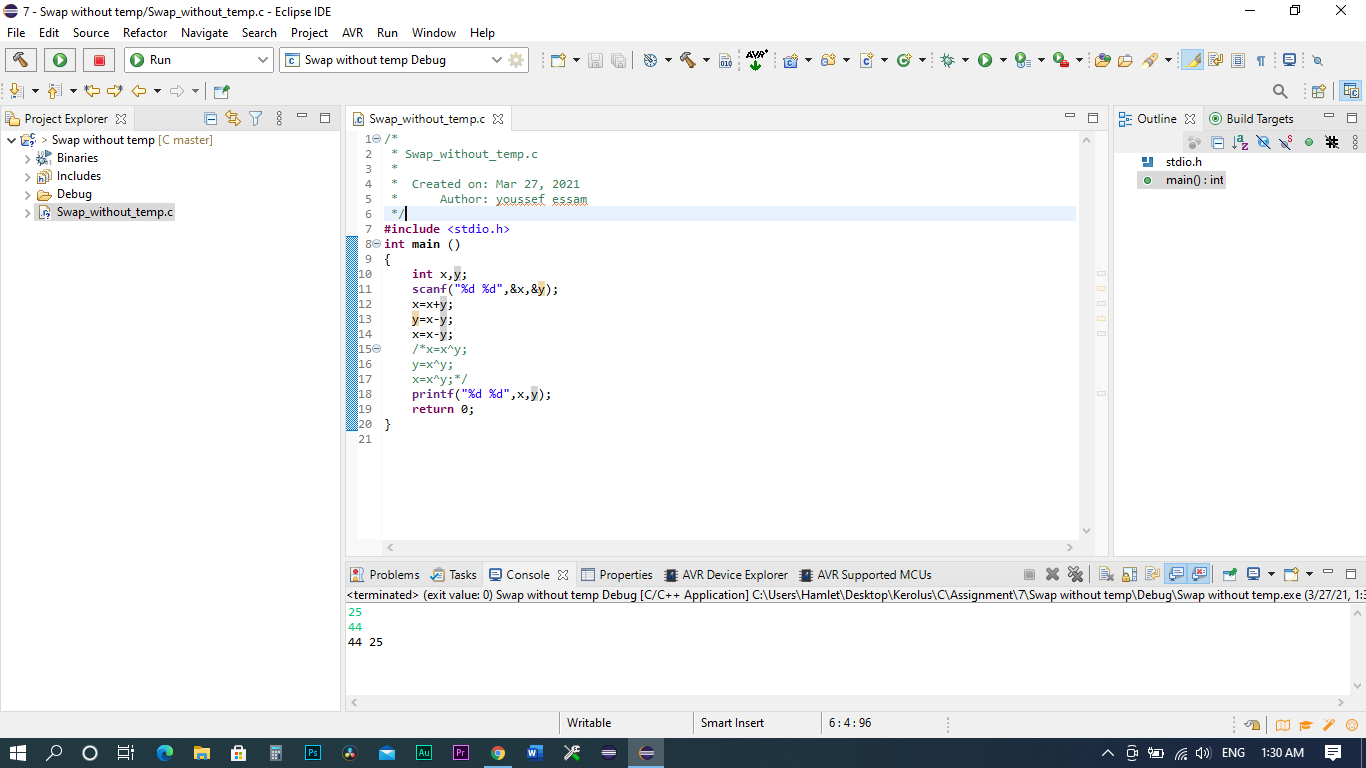 7 - Swap without temp/Swap_without_temp.c - Eclipse IDE
File Edit Source Refactor Navigate Search Project AVR Run Window Help
Run
Swap without temp Debug
010
AVR
Project Explorer
> Swap without temp [C master]
Binaries
Includes
Debug
Swap_without_temp.c
Swap_without_temp.c
1 /*
2  * Swap_without_temp.c
3  *
4  *  Created on: Mar 27, 2021
5  *      Author: youssef essam
6  */
7 #include <stdio.h>
8 int main ()
9 {
10     int x,y;
11     scanf("%d %d",&x,&y);
12     x=x+y;
13     y=x-y;
14     x=x-y;
15     /*x=x^y;
16     y=x^y;
17     x=x^y;*/
18     printf("%d %d",x,y);
19     return 0;
20 }
21
Outline
Build Targets
stdio.h
main() : int
Problems Tasks Console Properties AVR Device Explorer AVR Supported MCUs
<terminated> (exit value: 0) Swap without temp Debug [C/C++ Application] C:\Users\Hamlet\Desktop\Kerolus\C\Assignment\7\Swap without temp\Debug\Swap without temp.exe (3/27/21, 1:3
25
44
44 25
Writable
Smart Insert
6 : 4 : 96
Ps Au Pr W
ENG
1:30 AM